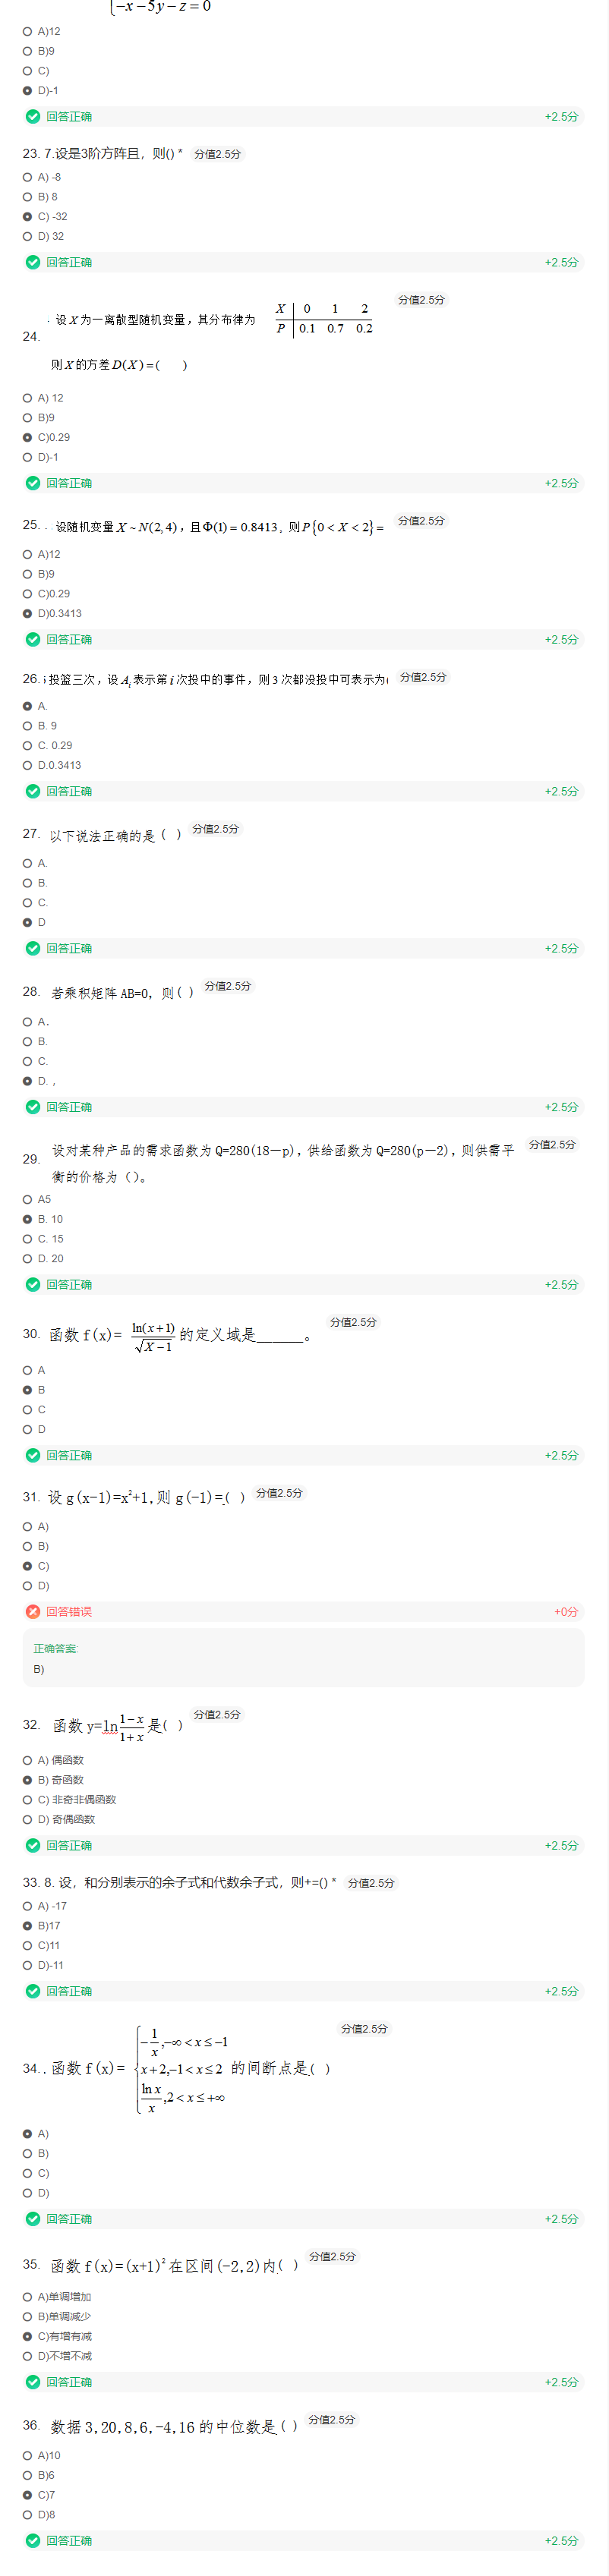 -x-5y-z=0
A)12
B)9
C)
D)-1
回答正确 +2.5分
23. 7.设是3阶方阵且，则() * 分值2.5分
A) -8
B) 8
C) -32
D) 32
回答正确 +2.5分
24. . 设X为一离散型随机变量，其分布律为 分值2.5分
X 0 1 2
P 0.1 0.7 0.2
则X的方差D(X)=( )
A) 12
B)9
C)0.29
D)-1
回答正确 +2.5分
25. . . 设随机变量X~N(2,4)，且Φ(1)=0.8413，则P{0<X<2}= 分值2.5分
A)12
B)9
C)0.29
D)0.3413
回答正确 +2.5分
26. 投篮三次，设Aᵢ表示第i次投中的事件，则3次都没投中可表示为( 分值2.5分
A.
B. 9
C. 0.29
D.0.3413
回答正确 +2.5分
27. 以下说法正确的是（ ） 分值2.5分
A.
B.
C.
D
回答正确 +2.5分
28. 若乘积矩阵AB=0，则( ) 分值2.5分
A.
B.
C.
D. ,
回答正确 +2.5分
29. 设对某种产品的需求函数为Q=280(18-p)，供给函数为Q=280(p-2)，则供需平 分值2.5分
衡的价格为（）。
A5
B. 10
C. 15
D. 20
回答正确 +2.5分
30. 函数f(x)= ln(x+1)/√(X-1) 的定义域是______。 分值2.5分
A
B
C
D
回答正确 +2.5分
31. 设g(x-1)=x²+1,则g(-1)=( ) 分值2.5分
A)
B)
C)
D)
回答错误 +0分
正确答案:
B)
32. 函数y=ln(1-x)/(1+x)是( ) 分值2.5分
A) 偶函数
B) 奇函数
C) 非奇非偶函数
D) 奇偶函数
回答正确 +2.5分
33. 8. 设，和分别表示的余子式和代数余子式，则+=() * 分值2.5分
A) -17
B)17
C)11
D)-11
回答正确 +2.5分
-1/x,-∞<x≤-1 分值2.5分
34. . 函数f(x)= x+2,-1<x≤2 的间断点是( )
ln x/x,2<x≤+∞
A)
B)
C)
D)
回答正确 +2.5分
35. 函数f(x)=(x+1)²在区间(-2,2)内( ) 分值2.5分
A)单调增加
B)单调减少
C)有增有减
D)不增不减
回答正确 +2.5分
36. 数据3,20,8,6,-4,16的中位数是( ) 分值2.5分
A)10
B)6
C)7
D)8
回答正确 +2.5分